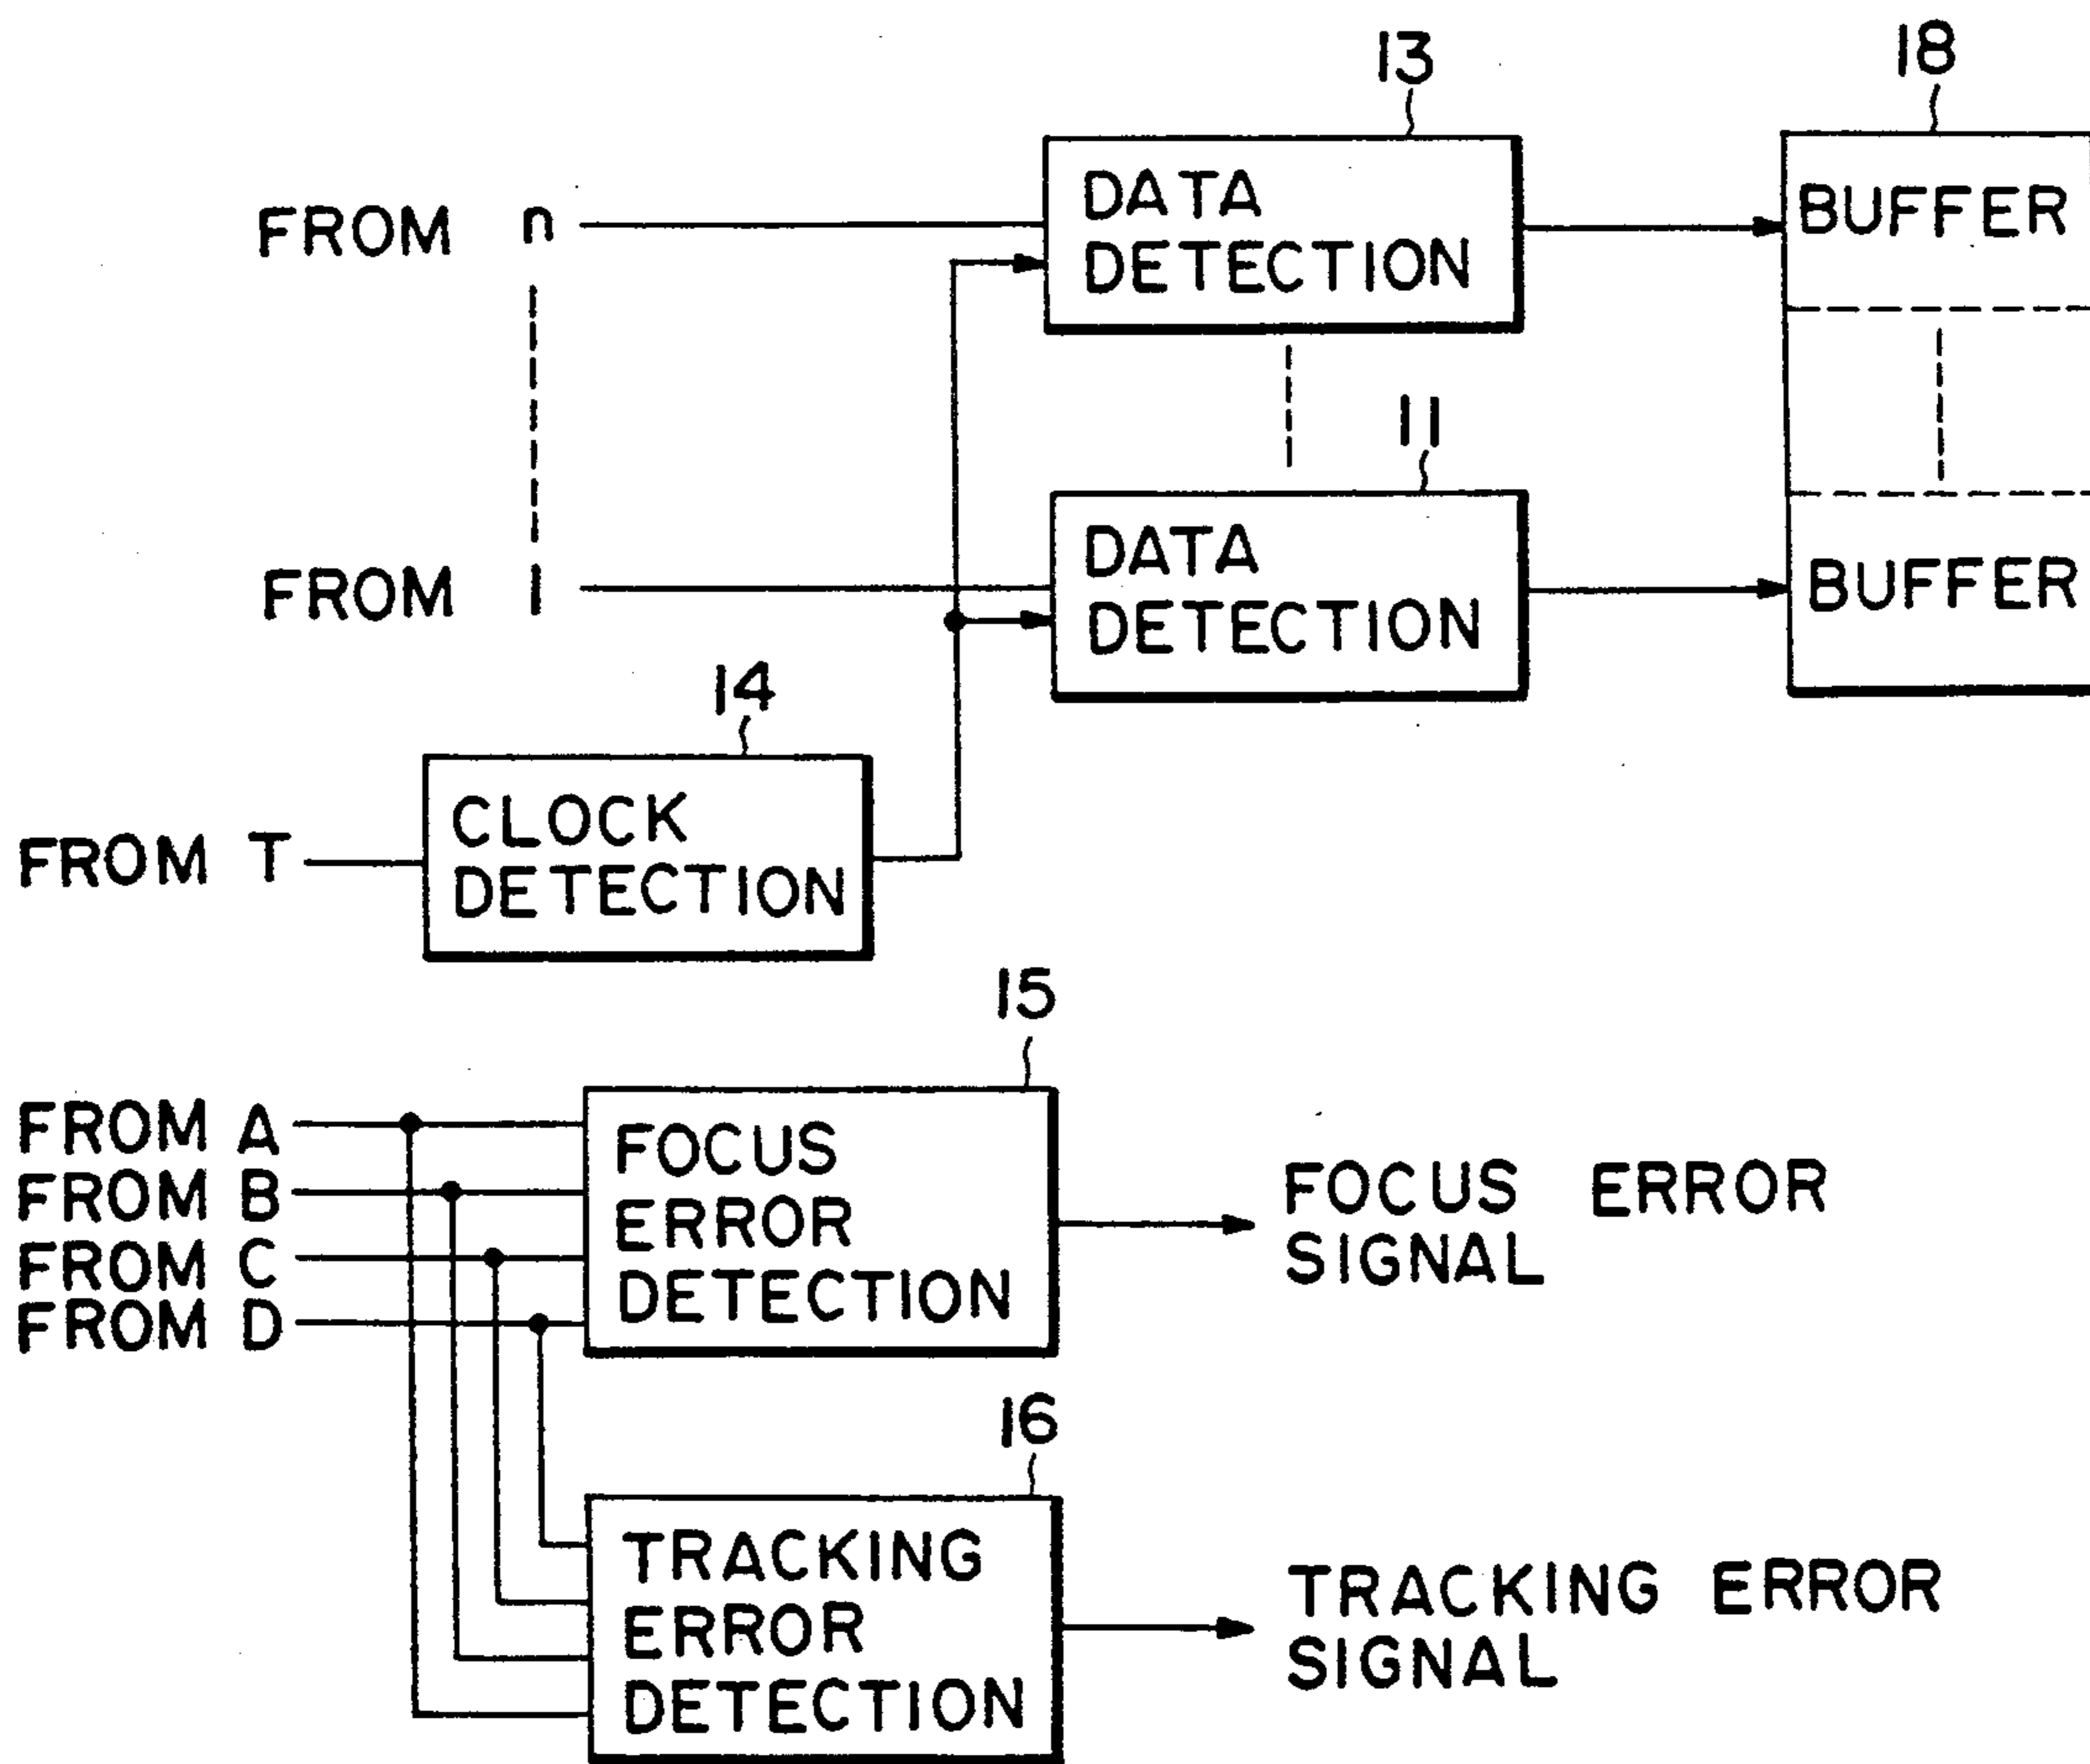 13
18
FROM n
DATA
DETECTION
BUFFER
11
FROM 1
DATA
DETECTION
BUFFER
14
FROM T
CLOCK
DETECTION
15
FROM A
FROM B
FROM C
FROM D
FOCUS
ERROR
DETECTION
FOCUS ERROR
SIGNAL
16
TRACKING
ERROR
DETECTION
TRACKING ERROR
SIGNAL